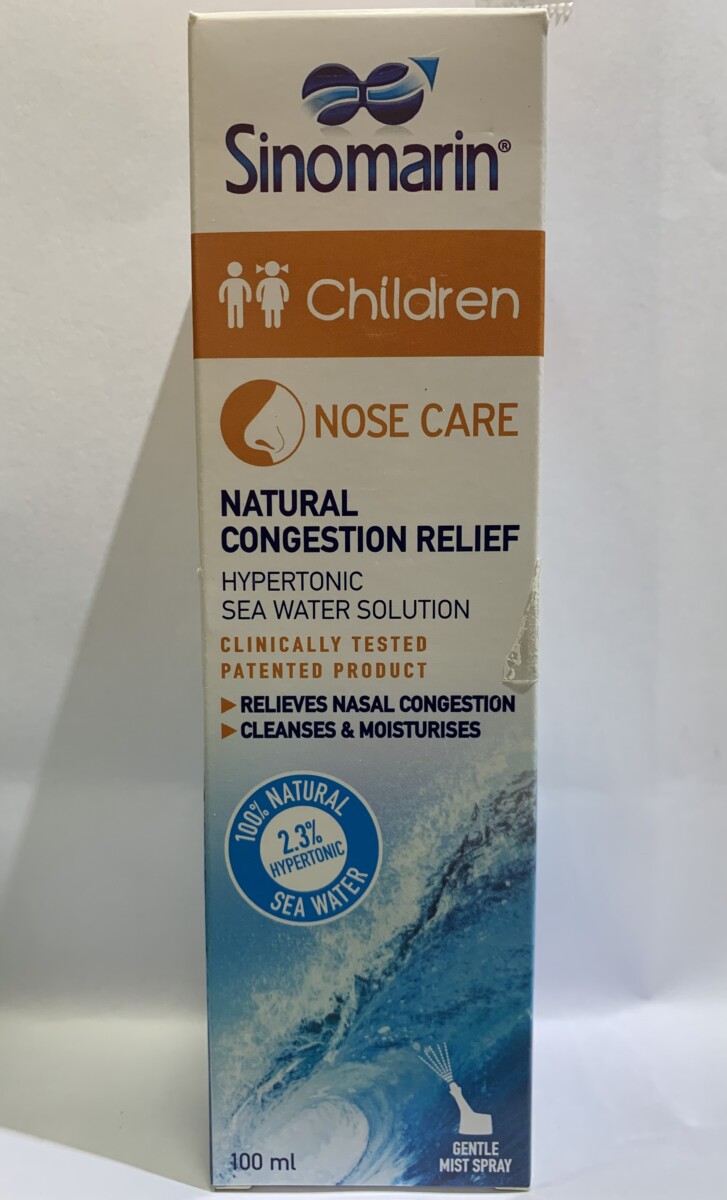 Sinomarin®
Children
NOSE CARE
NATURAL
CONGESTION RELIEF
HYPERTONIC
SEA WATER SOLUTION
CLINICALLY TESTED
PATENTED PRODUCT
RELIEVES NASAL CONGESTION
CLEANSES & MOISTURISES
100% NATURAL
2.3%
HYPERTONIC
SEA WATER
100 ml
GENTLE
MIST SPRAY